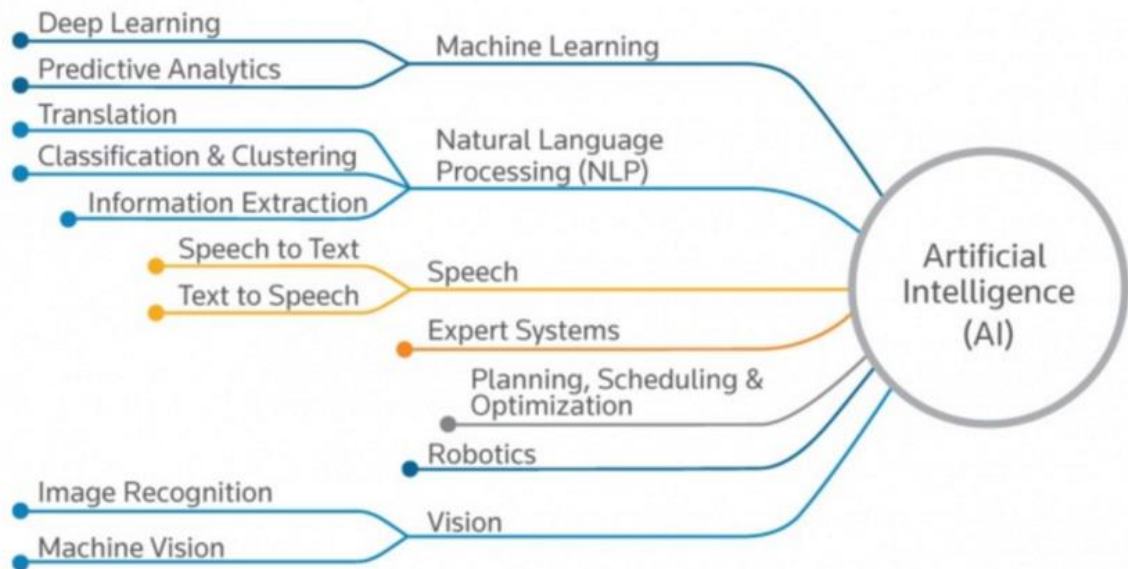 Deep Learning
Machine Learning
Predictive Analytics
Translation
Natural Language
Processing (NLP)
Classification & Clustering
Information Extraction
Speech to Text
Speech
Text to Speech
Expert Systems
Planning, Scheduling &
Optimization
Robotics
Image Recognition
Vision
Machine Vision
Artificial
Intelligence
(AI)